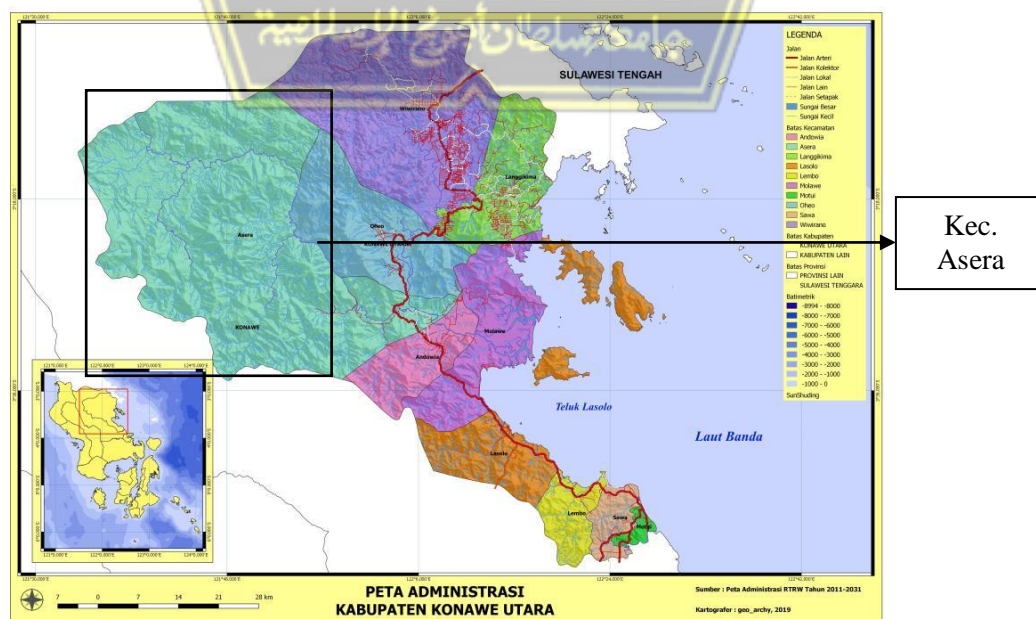 جامعة سلطان أجونج الإسلامية
SULAWESI TENGAH
Wiwirano
Langgikima
Asera
Oheo
KONAWE
Molawe
Andowia
Teluk Lasolo
Laut Banda
Lasolo
Lembo
Sawa
Motui
LEGENDA
Jalan
Jalan Arteri
Jalan Kolektor
Jalan Lokal
Jalan Lain
Jalan Setapak
Sungai Besar
Sungai Kecil
Batas Kecamatan
Andowia
Asera
Langgikima
Lasolo
Lembo
Molawe
Motui
Oheo
Sawa
Wiwirano
Batas Kabupaten
KONAWE UTARA
KABUPATEN LAIN
Batas Provinsi
PROVINSI LAIN
SULAWESI TENGGARA
Batimetrik
-8994 - -8000
-8000 - -7000
-7000 - -6000
-6000 - -5000
-5000 - -4000
-4000 - -3000
-3000 - -2000
-2000 - -1000
-1000 - 0
SunShuding
Kec.
Asera
7 0 7 14 21 28 km
PETA ADMINISTRASI
KABUPATEN KONAWE UTARA
Sumber : Peta Administrasi RTRW Tahun 2011-2031
Kartografer : geo_archy, 2019